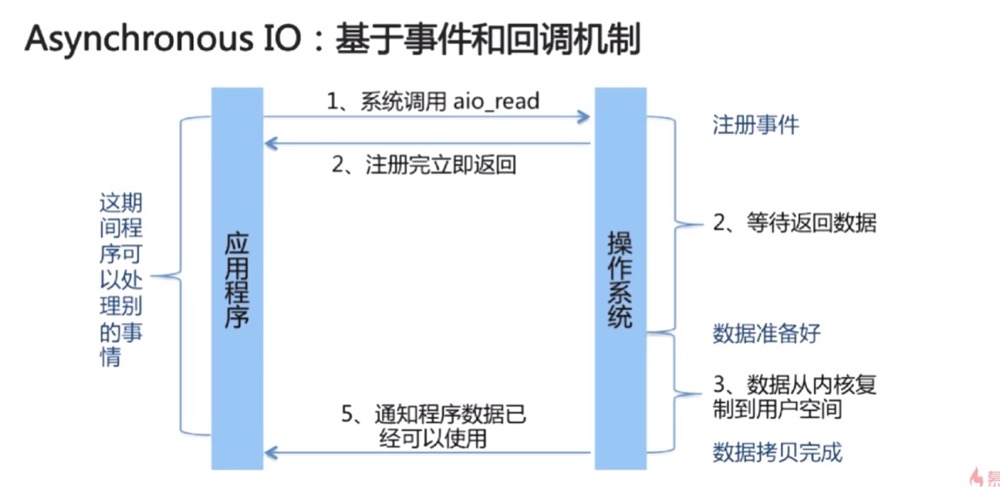 Asynchronous IO：基于事件和回调机制
1、系统调用 aio_read
注册事件
2、注册完立即返回
这期
间程
序可
以处
理别
的事
情
应用程序
操作系统
2、等待返回数据
数据准备好
3、数据从内核复
制到用户空间
5、通知程序数据已
经可以使用
数据拷贝完成